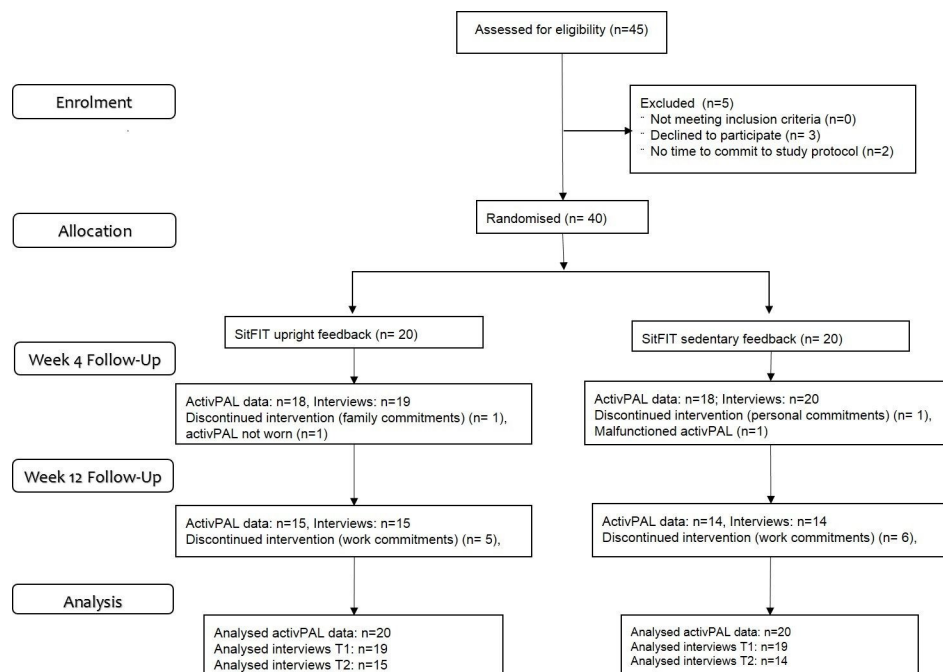 Assessed for eligibility (n=45)
Enrolment
Excluded (n=5)
¨ Not meeting inclusion criteria (n=0)
¨ Declined to participate (n= 3)
¨ No time to commit to study protocol (n=2)
Allocation
Randomised (n= 40)
SitFIT upright feedback (n= 20)
SitFIT sedentary feedback (n= 20)
Week 4 Follow-Up
ActivPAL data: n=18, Interviews: n=19
Discontinued intervention (family commitments) (n= 1),
activPAL not worn (n=1)
ActivPAL data: n=18; Interviews: n=20
Discontinued intervention (personal commitments) (n= 1),
Malfunctioned activPAL (n=1)
Week 12 Follow-Up
ActivPAL data: n=15, Interviews: n=15
Discontinued intervention (work commitments) (n= 5),
ActivPAL data: n=14, Interviews: n=14
Discontinued intervention (work commitments) (n= 6),
Analysis
Analysed activPAL data: n=20
Analysed interviews T1: n=19
Analysed interviews T2: n=15
Analysed activPAL data: n=20
Analysed interviews T1: n=19
Analysed interviews T2: n=14